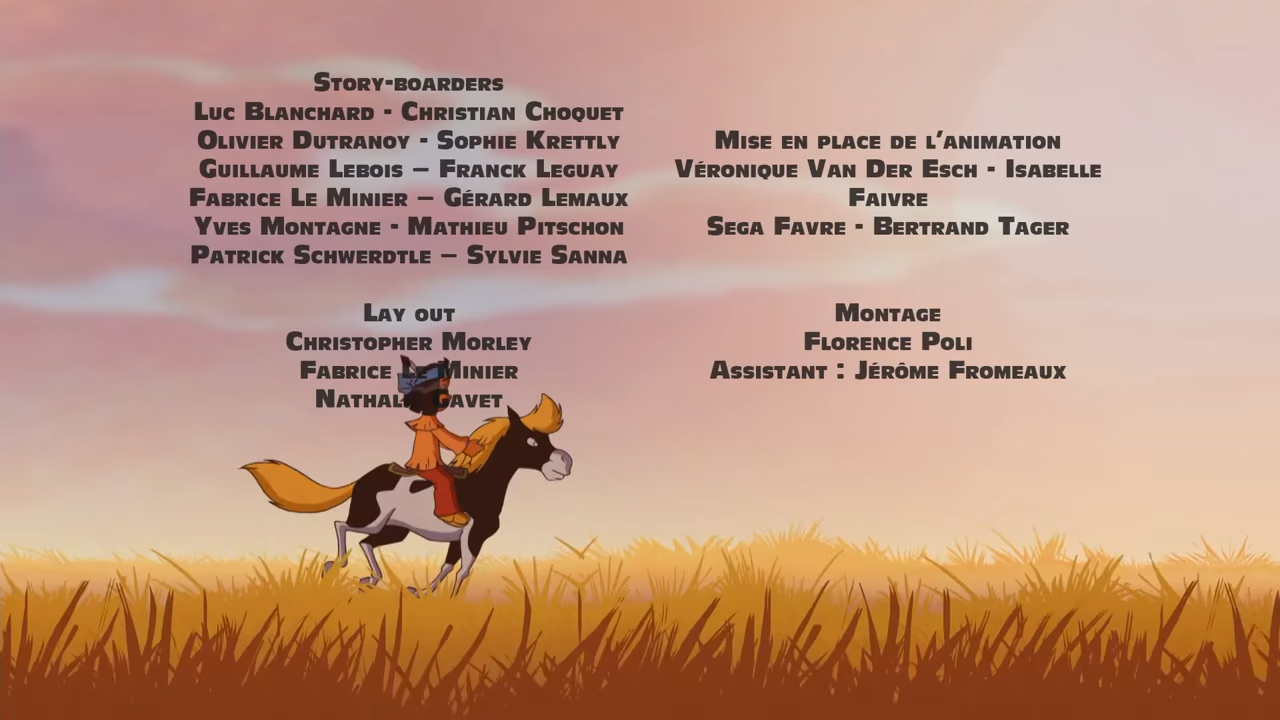 Story-boarders
Luc Blanchard - Christian Choquet
Olivier Dutranoy - Sophie Krettly
Guillaume Lebois – Franck Leguay
Fabrice Le Minier – Gérard Lemaux
Yves Montagne - Mathieu Pitschon
Patrick Schwerdtle – Sylvie Sanna
Lay out
Christopher Morley
Fabrice Le Minier
Mise en place de l'animation
Véronique Van Der Esch - Isabelle
Faivre
Sega Favre - Bertrand Tager
Montage
Florence Poli
Assistant : Jérôme Fromeaux